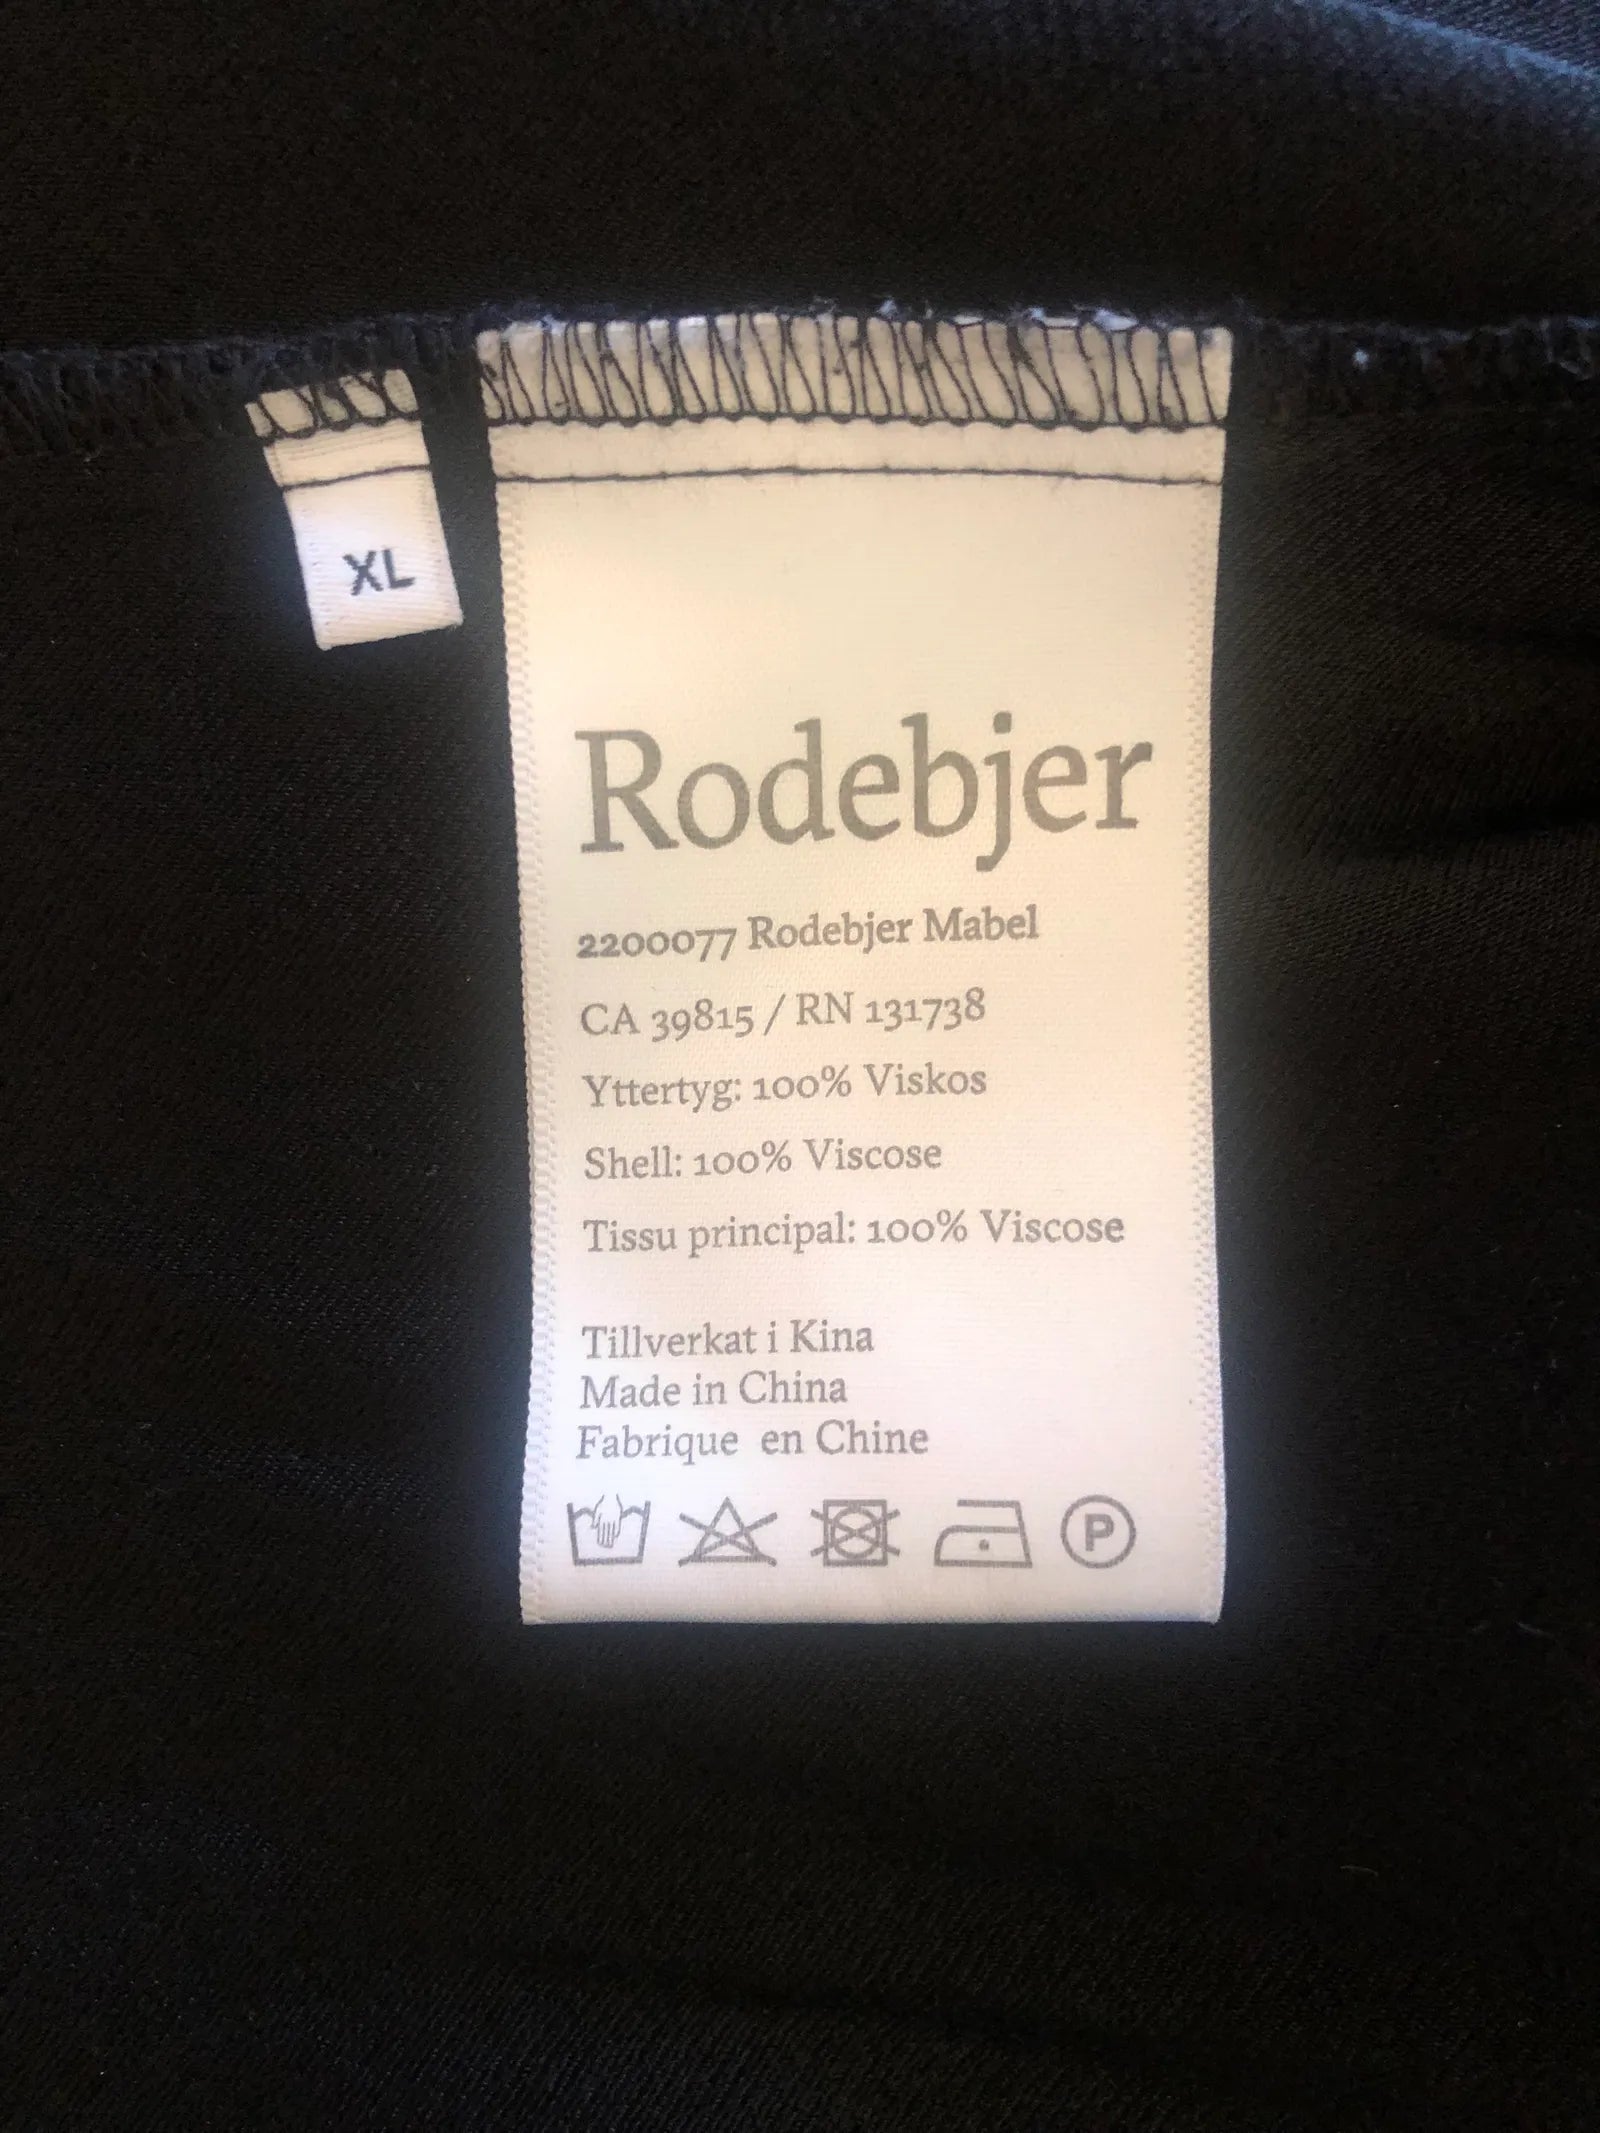 XL
Rodebjer
2200077 Rodebjer Mabel
CA 39815 / RN 131738
Yttertyg: 100% Viskos
Shell: 100% Viscose
Tissu principal: 100% Viscose
Tillverkat i Kina
Made in China
Fabrique en Chine
P